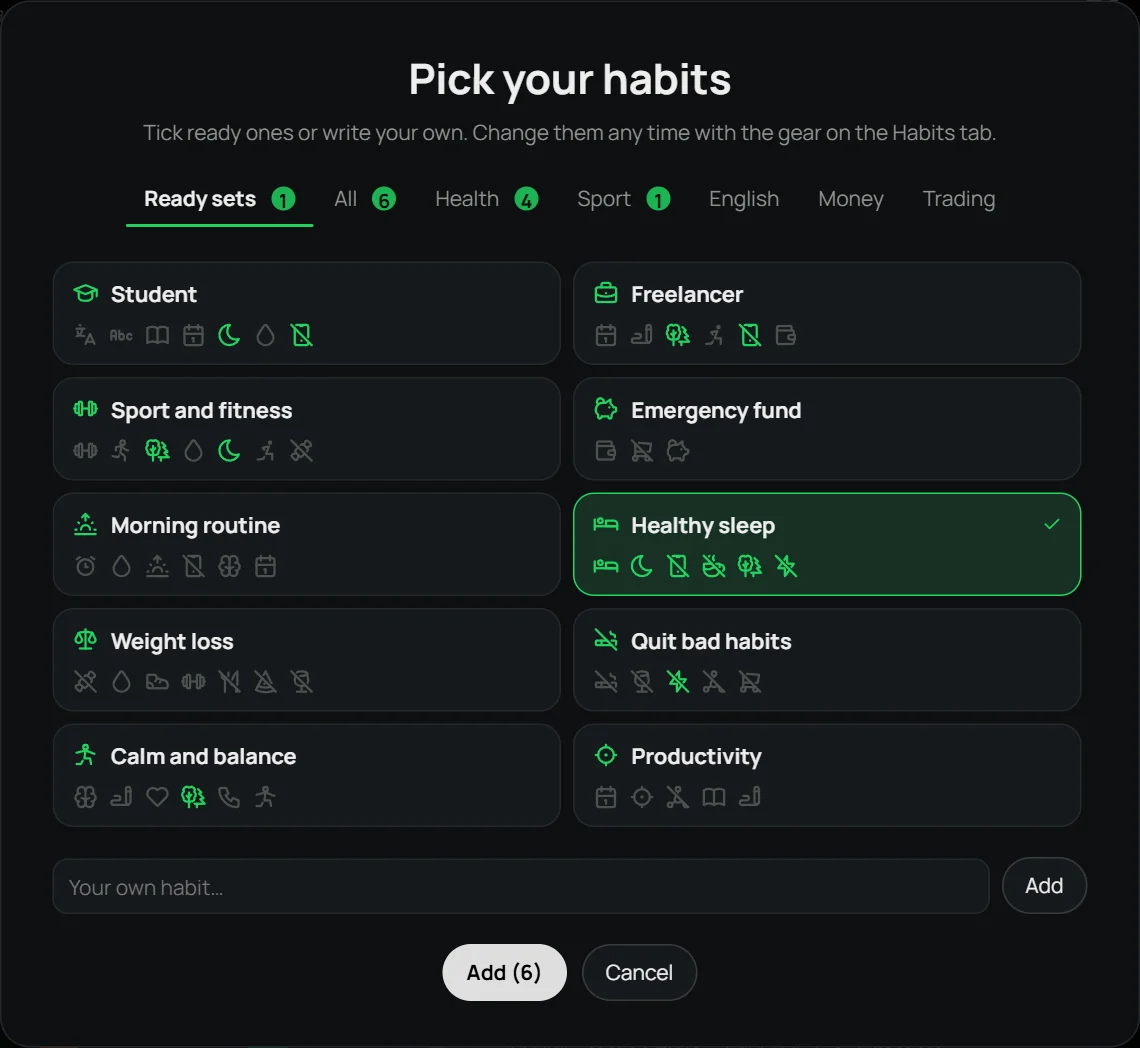 Pick your habits
Tick ready ones or write your own. Change them any time with the gear on the Habits tab.
Ready sets 1 All 6 Health 4 Sport 1 English Money Trading
Student
Abc
Freelancer
Sport and fitness
Emergency fund
Morning routine
Healthy sleep
Weight loss
Quit bad habits
Calm and balance
Productivity
Your own habit...
Add
Add (6)
Cancel